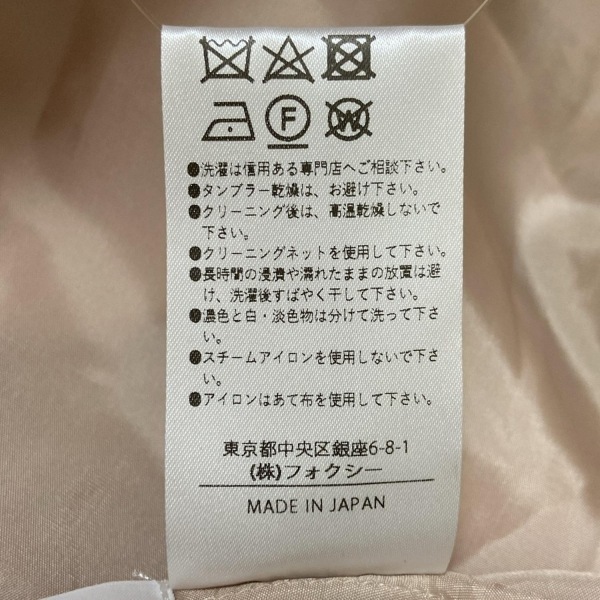 F W
●洗濯は信用ある専門店へご相談下さい。
●タンブラー乾燥は、お避け下さい。
●クリーニング後は、高温乾燥しないで
下さい。
●クリーニングネットを使用して下さい。
●長時間の浸漬や濡れたままの放置は避
け、洗濯後すばやく干して下さい。
●濃色と白・淡色物は分けて洗って下さ
い。
●スチームアイロンを使用しないで下さ
い。
●アイロンはあて布を使用して下さい。
東京都中央区銀座6-8-1
(株)フォクシー
MADE IN JAPAN